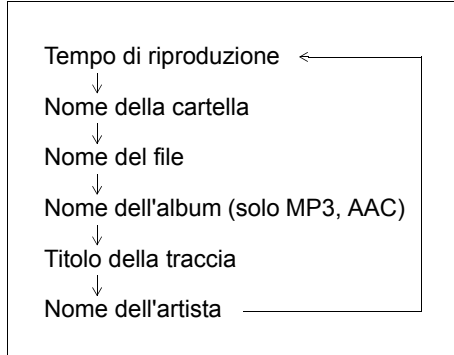 Tempo di riproduzione
Nome della cartella
Nome del file
Nome dell'album (solo MP3, AAC)
Titolo della traccia
Nome dell'artista